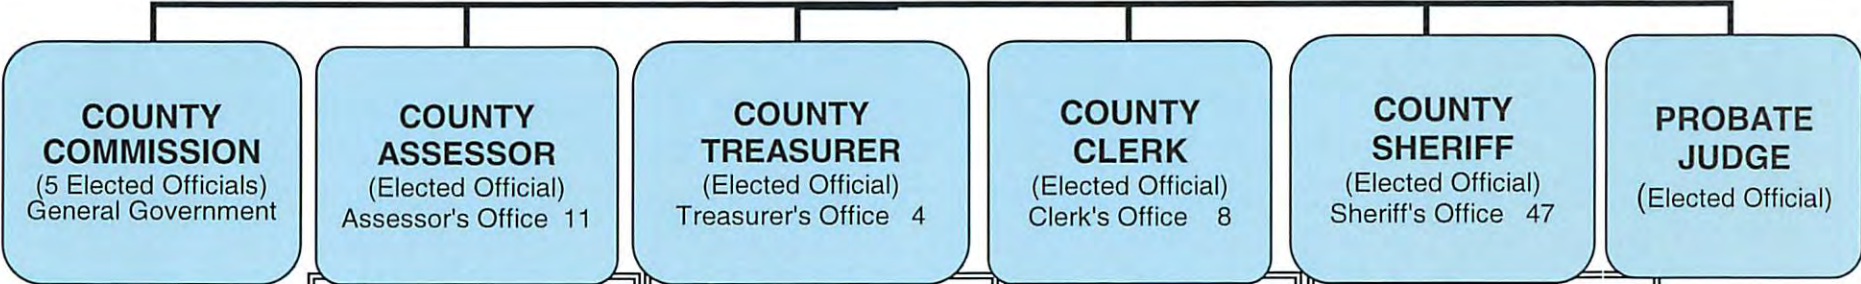 COUNTY
COMMISSION
(5 Elected Officials)
General Government
COUNTY
ASSESSOR
(Elected Official)
Assessor's Office 11
COUNTY
TREASURER
(Elected Official)
Treasurer's Office 4
COUNTY
CLERK
(Elected Official)
Clerk's Office 8
COUNTY
SHERIFF
(Elected Official)
Sheriff's Office 47
PROBATE
JUDGE
(Elected Official)